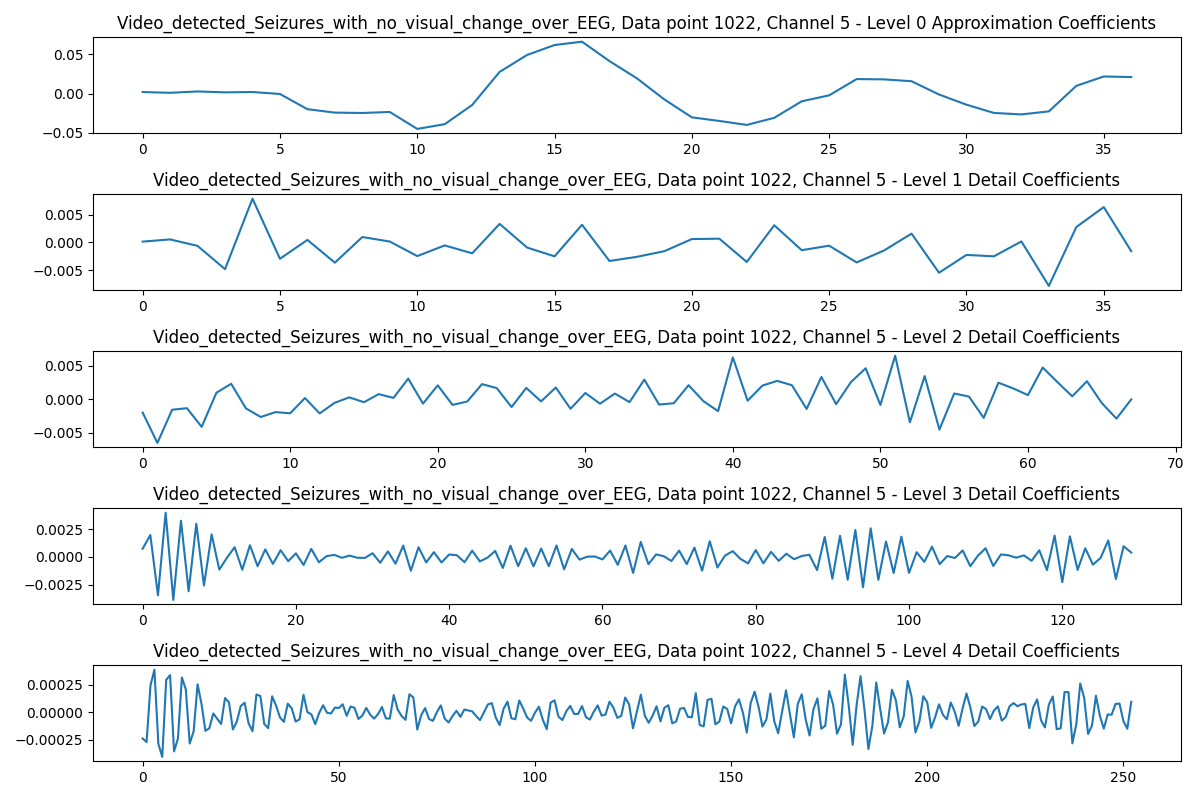 Video_detected_Seizures_with_no_visual_change_over_EEG, Data point 1022, Channel 5 - Level 0 Approximation Coefficients
0.05
0.00
−0.05
0 5 10 15 20 25 30 35
Video_detected_Seizures_with_no_visual_change_over_EEG, Data point 1022, Channel 5 - Level 1 Detail Coefficients
0.005
0.000
−0.005
0 5 10 15 20 25 30 35
Video_detected_Seizures_with_no_visual_change_over_EEG, Data point 1022, Channel 5 - Level 2 Detail Coefficients
0.005
0.000
−0.005
0 10 20 30 40 50 60 70
Video_detected_Seizures_with_no_visual_change_over_EEG, Data point 1022, Channel 5 - Level 3 Detail Coefficients
0.0025
0.0000
−0.0025
0 20 40 60 80 100 120
Video_detected_Seizures_with_no_visual_change_over_EEG, Data point 1022, Channel 5 - Level 4 Detail Coefficients
0.00025
0.00000
−0.00025
0 50 100 150 200 250